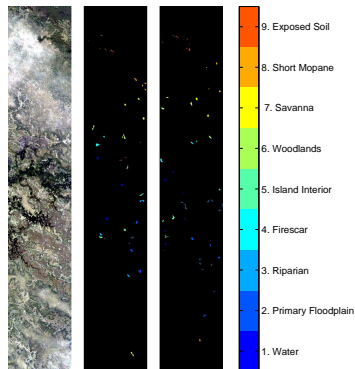 9. Exposed Soil
8. Short Mopane
7. Savanna
6. Woodlands
5. Island Interior
4. Firescar
3. Riparian
2. Primary Floodplain
1. Water